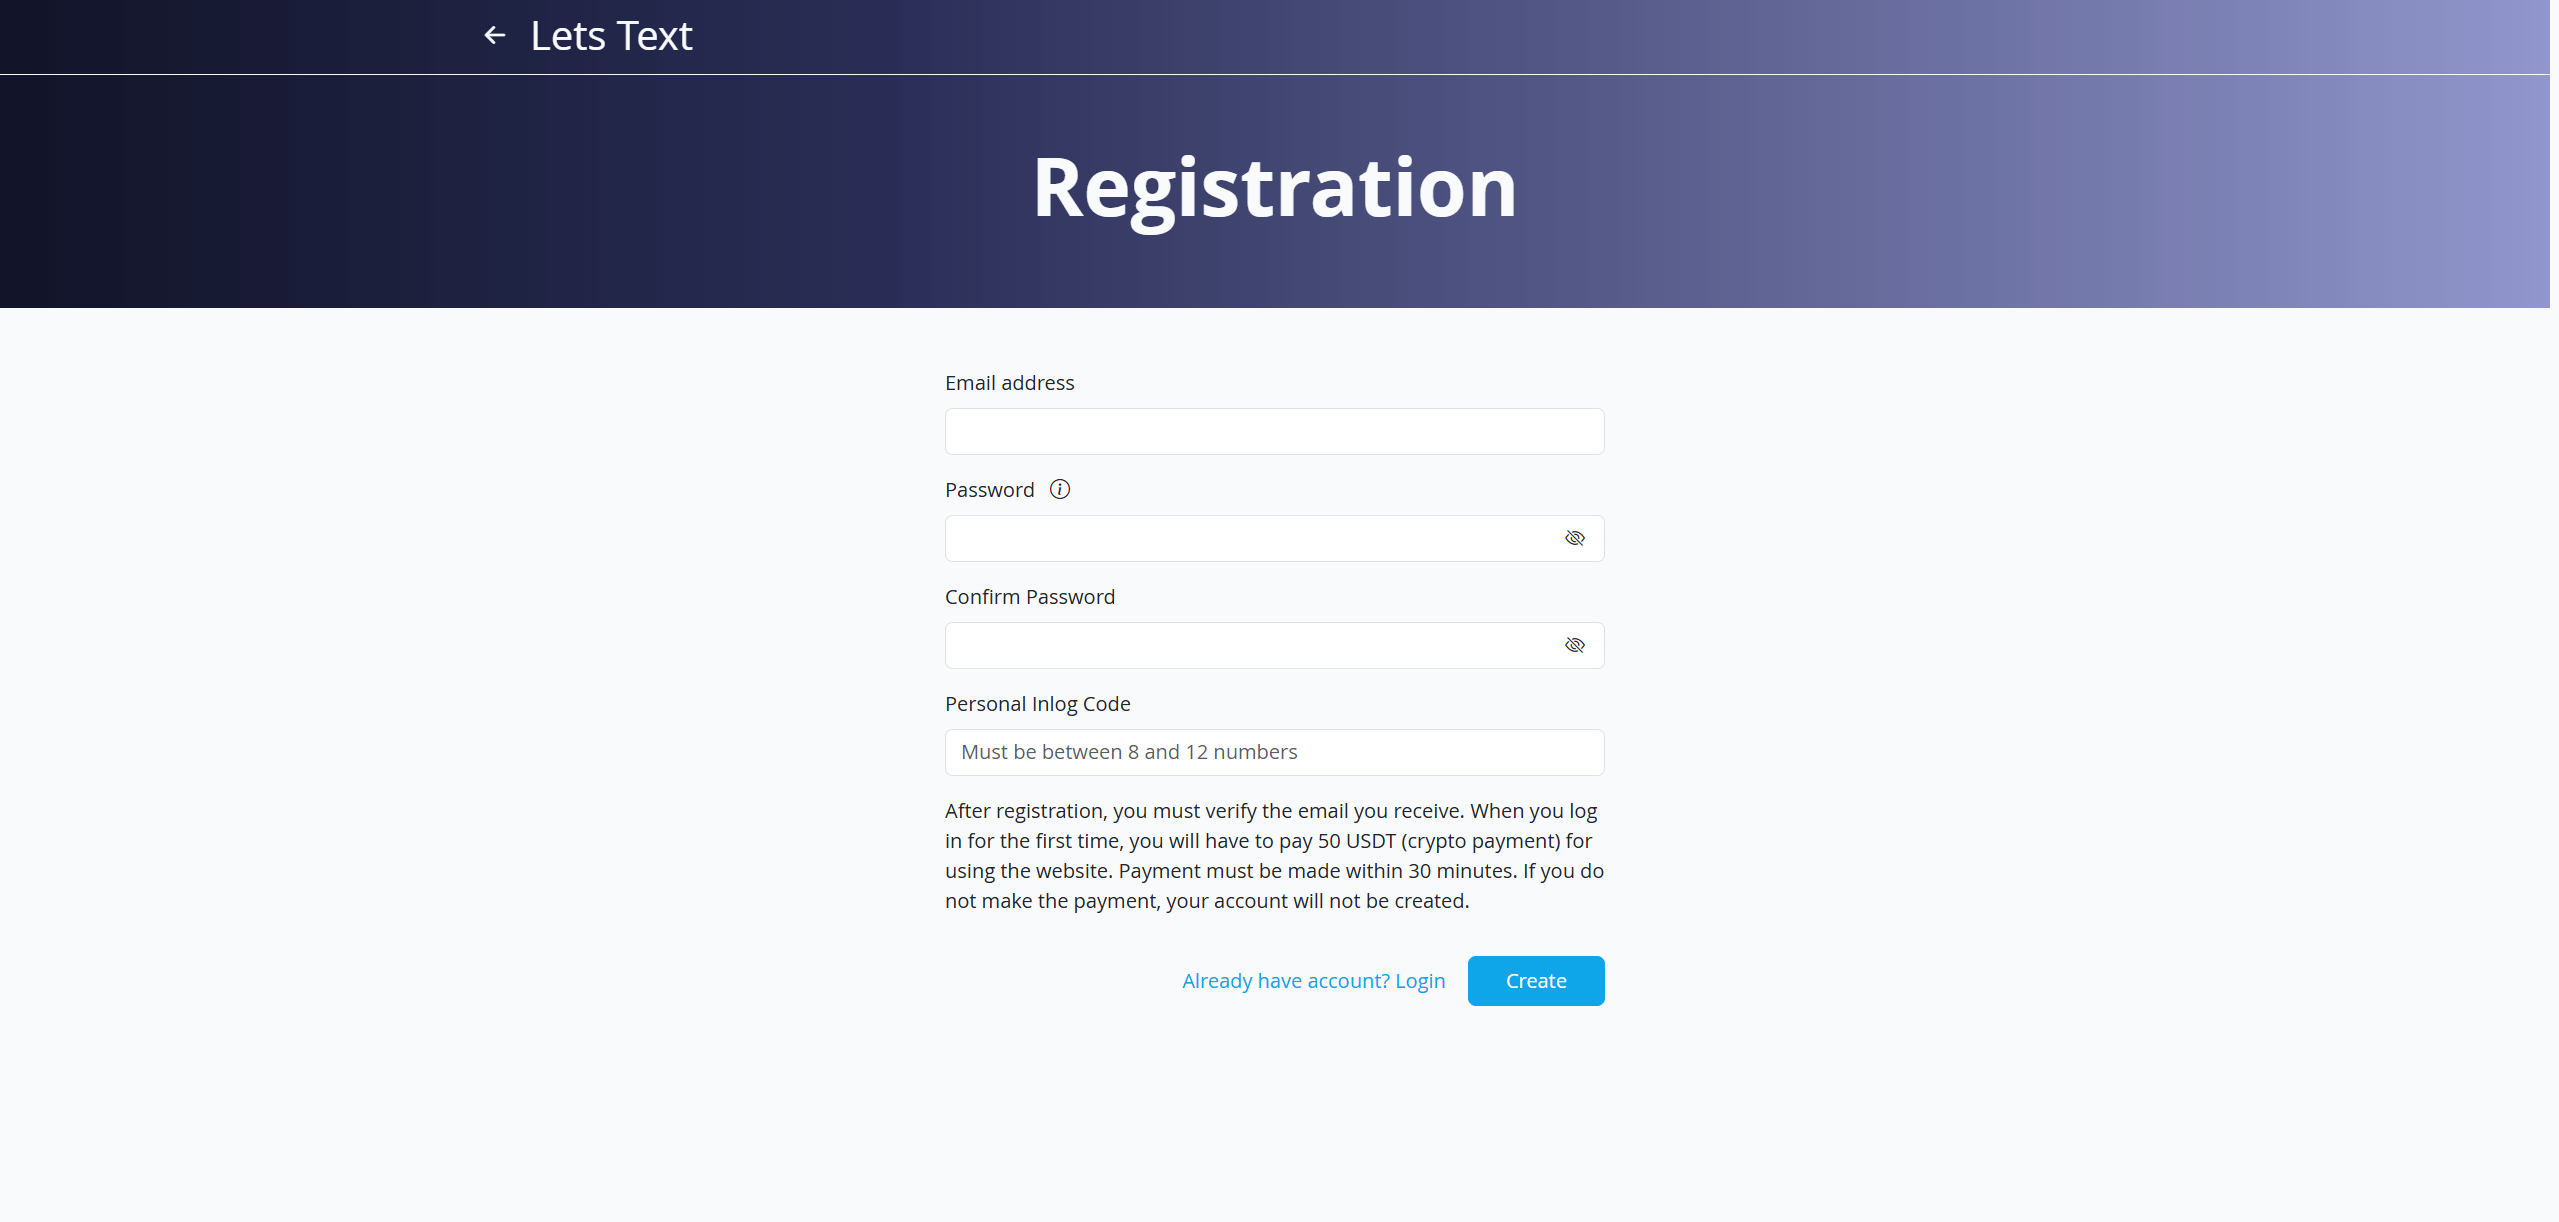 Lets Text
Registration
Email address
Password
Confirm Password
Personal Inlog Code
Must be between 8 and 12 numbers
After registration, you must verify the email you receive. When you log
in for the first time, you will have to pay 50 USDT (crypto payment) for
using the website. Payment must be made within 30 minutes. If you do
not make the payment, your account will not be created.
Already have account? Login
Create